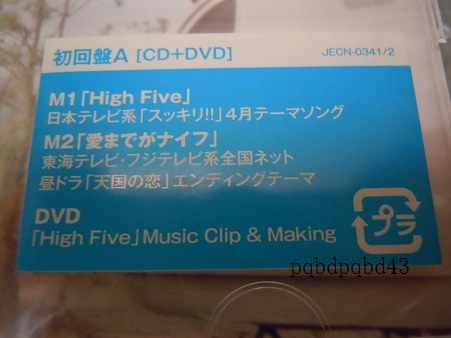 初回盤A [CD+DVD]
JECN-0341/2
M1「High Five」
日本テレビ系「スッキリ!!」4月テーマソング
M2「愛までがナイフ」
東海テレビ・フジテレビ系全国ネット
昼ドラ「天国の恋」エンディングテーマ
DVD
「High Five」Music Clip & Making
プラ
pqbdpqbd43